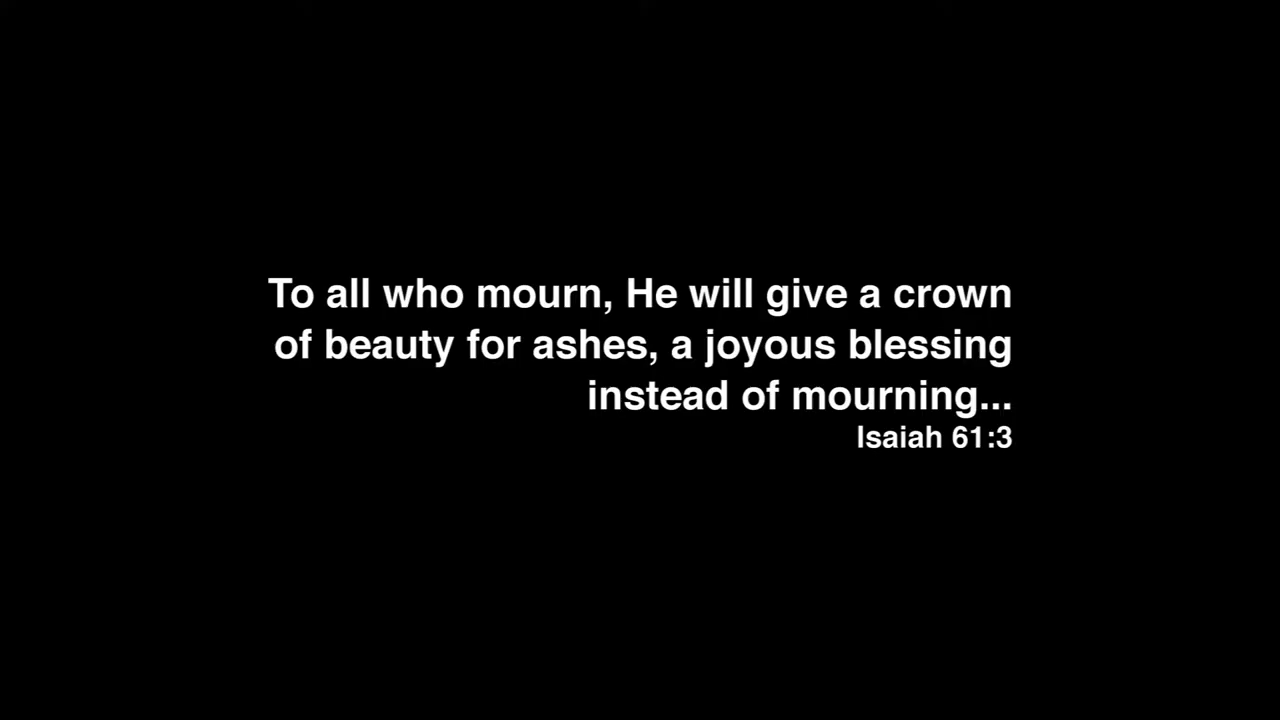 To all who mourn, He will give a crown
of beauty for ashes, a joyous blessing
instead of mourning...
Isaiah 61:3